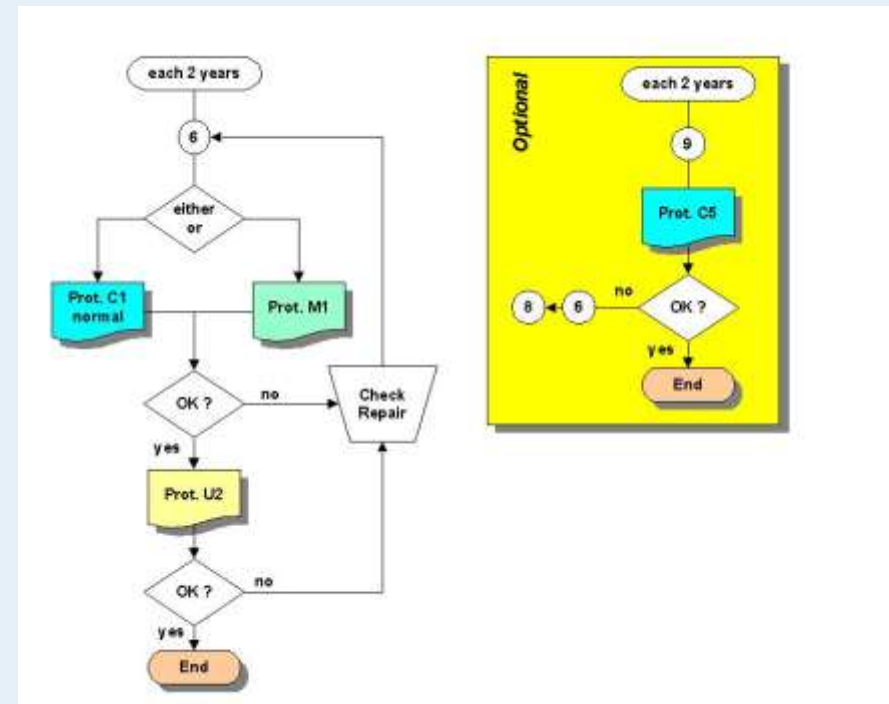 each 2 years
6
either
or
Prot. C1
normal
Prot. M1
OK ?
no
Check
Repair
yes
Prot. U2
OK ?
no
yes
End
Optional
each 2 years
9
Prot. C5
OK ?
no
6
8
yes
End